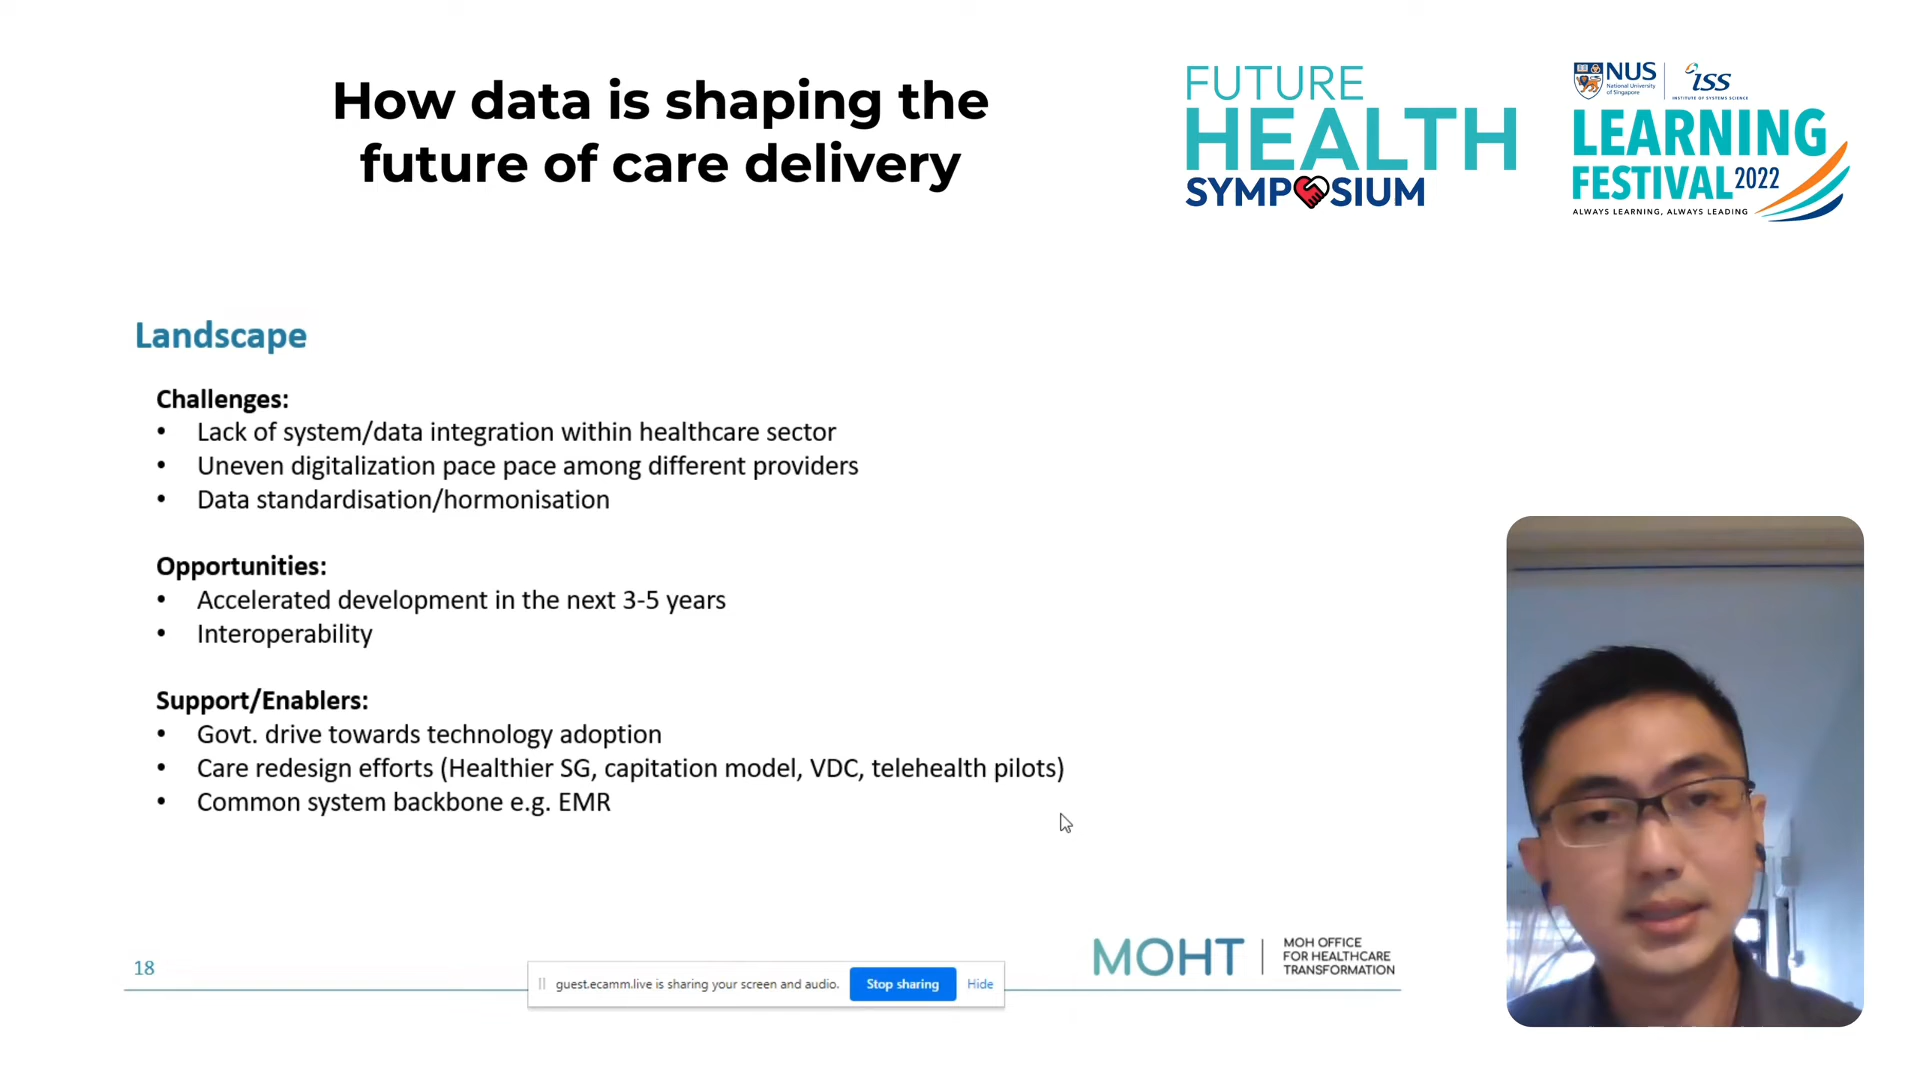 How data is shaping the
future of care delivery
FUTURE
HEALTH
SYMPOSIUM
NUS
National University
of Singapore
ISS
INSTITUTE OF SYSTEMS SCIENCE
LEARNING
FESTIVAL 2022
ALWAYS LEARNING, ALWAYS LEADING
Landscape
Challenges:
• Lack of system/data integration within healthcare sector
• Uneven digitalization pace pace among different providers
• Data standardisation/hormonisation
Opportunities:
• Accelerated development in the next 3-5 years
• Interoperability
Support/Enablers:
• Govt. drive towards technology adoption
• Care redesign efforts (Healthier SG, capitation model, VDC, telehealth pilots)
• Common system backbone e.g. EMR
18
guest.ecamm.live is sharing your screen and audio. Stop sharing Hide
MOHT
MOH OFFICE
FOR HEALTHCARE
TRANSFORMATION